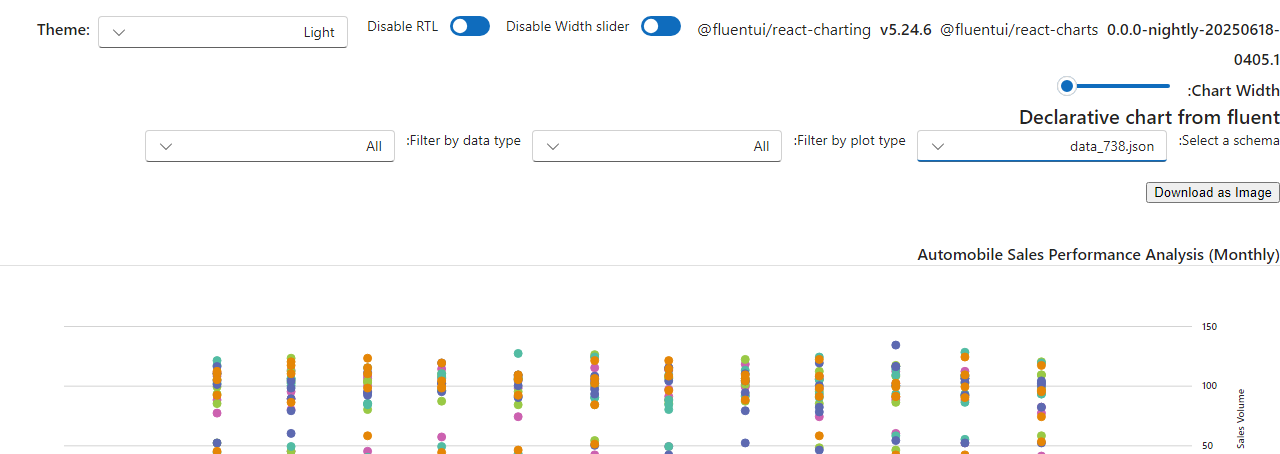 Theme: Light Disable RTL Disable Width slider @fluentui/react-charting v5.24.6 @fluentui/react-charts 0.0.0-nightly-20250618-
0405.1
:Chart Width
Declarative chart from fluent
:Select a schema data_738.json :Filter by plot type All :Filter by data type All
Download as Image
Automobile Sales Performance Analysis (Monthly)
150
100
50
Sales Volume